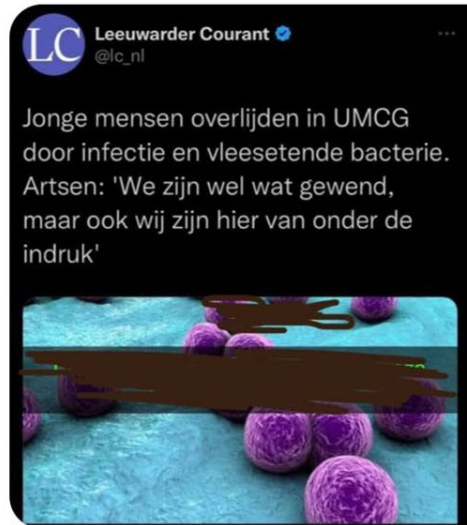 LC
Leeuwarder Courant
@lc_nl
Jonge mensen overlijden in UMCG
door infectie en vleesetende bacterie.
Artsen: 'We zijn wel wat gewend,
maar ook wij zijn hier van onder de
indruk'